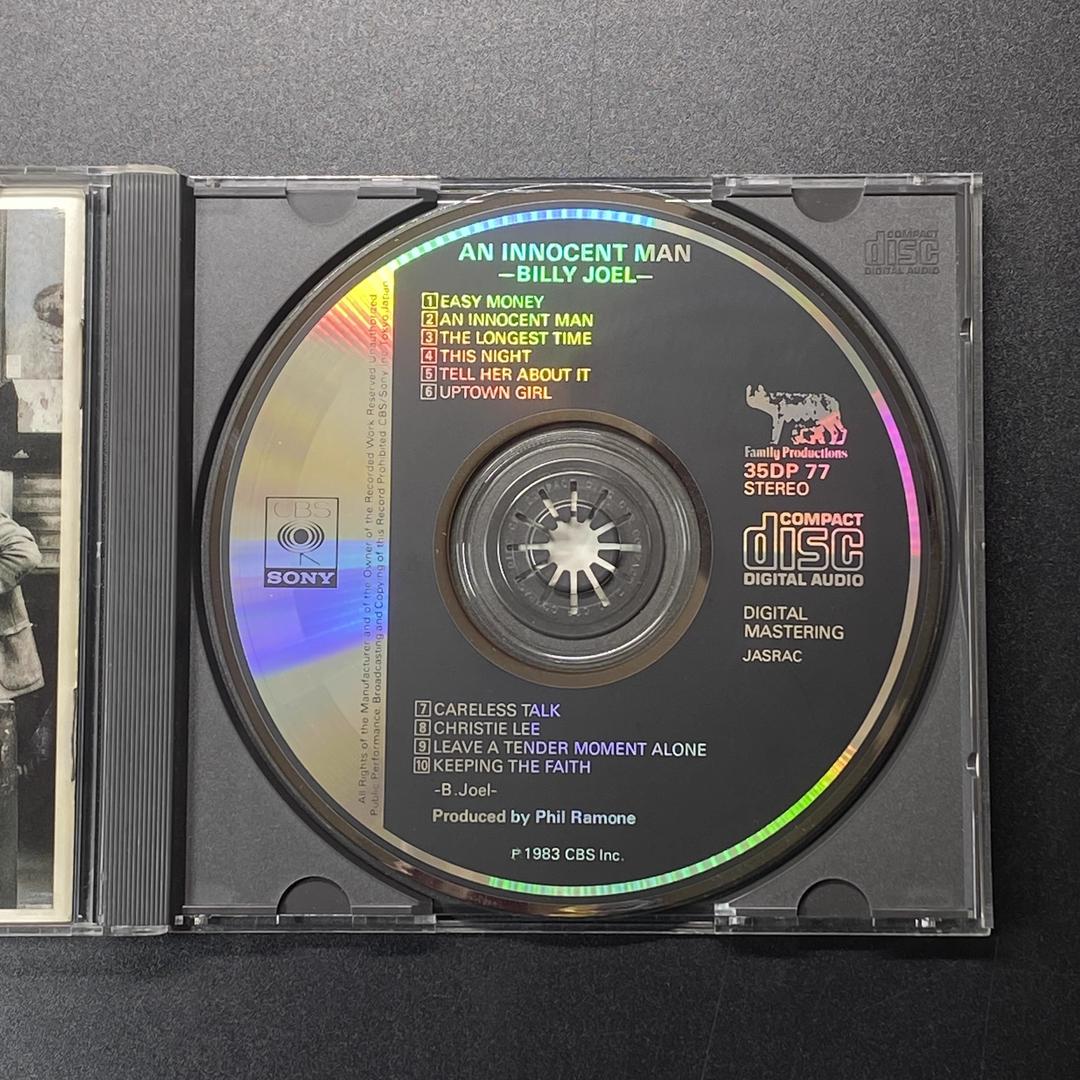 AN INNOCENT MAN
—BILLY JOEL—
1 EASY MONEY
2 AN INNOCENT MAN
3 THE LONGEST TIME
4 THIS NIGHT
5 TELL HER ABOUT IT
6 UPTOWN GIRL
COMPACT
disc
DIGITAL AUDIO
Family Productions
35DP 77
STEREO
COMPACT
disc
DIGITAL AUDIO
DIGITAL
MASTERING
JASRAC
CBS
SONY
All Rights of the Manufacturer and of the Owner of the Recorded Work Reserved Unauthorized
Public Performance, Broadcasting and Copying of this Record Prohibited CBS/Sony Inc. Tokyo, Japan
7 CARELESS TALK
8 CHRISTIE LEE
9 LEAVE A TENDER MOMENT ALONE
10 KEEPING THE FAITH
-B.Joel-
Produced by Phil Ramone
℗1983 CBS Inc.